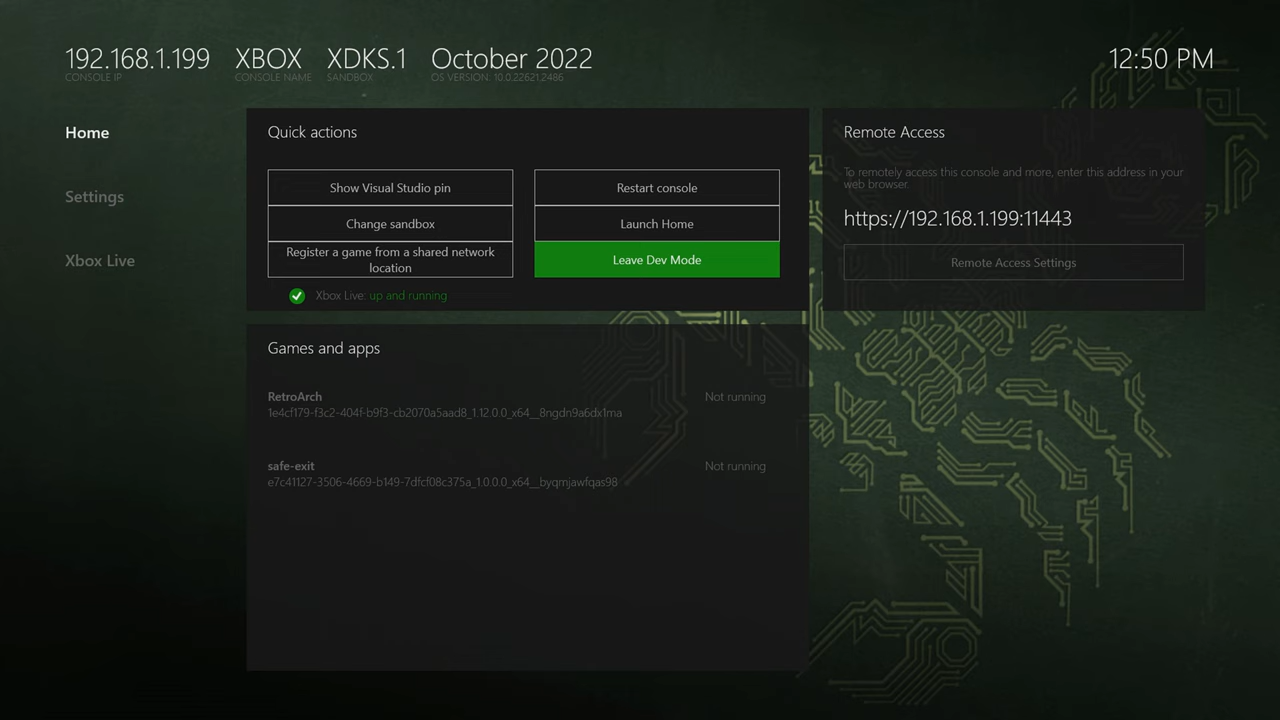 192.168.1.199 XBOX XDKS.1 October 2022 12:50 PM
CONSOLE IP CONSOLE NAME SANDBOX OS VERSION: 10.0.22621.2486
Home
Settings
Xbox Live
Quick actions
Show Visual Studio pin
Change sandbox
Register a game from a shared network
location
Restart console
Launch Home
Leave Dev Mode
Xbox Live: up and running
Remote Access
To remotely access this console and more, enter this address in your
web browser.
https://192.168.1.199:11443
Remote Access Settings
Games and apps
RetroArch Not running
1e4cf179-f3c2-404f-b9f3-cb2070a5aad8_1.12.0.0_x64__8ngdn9a6dx1ma
safe-exit Not running
e7c41127-3506-4669-b149-7dfcf08c375a_1.0.0.0_x64__byqmjawfqas98